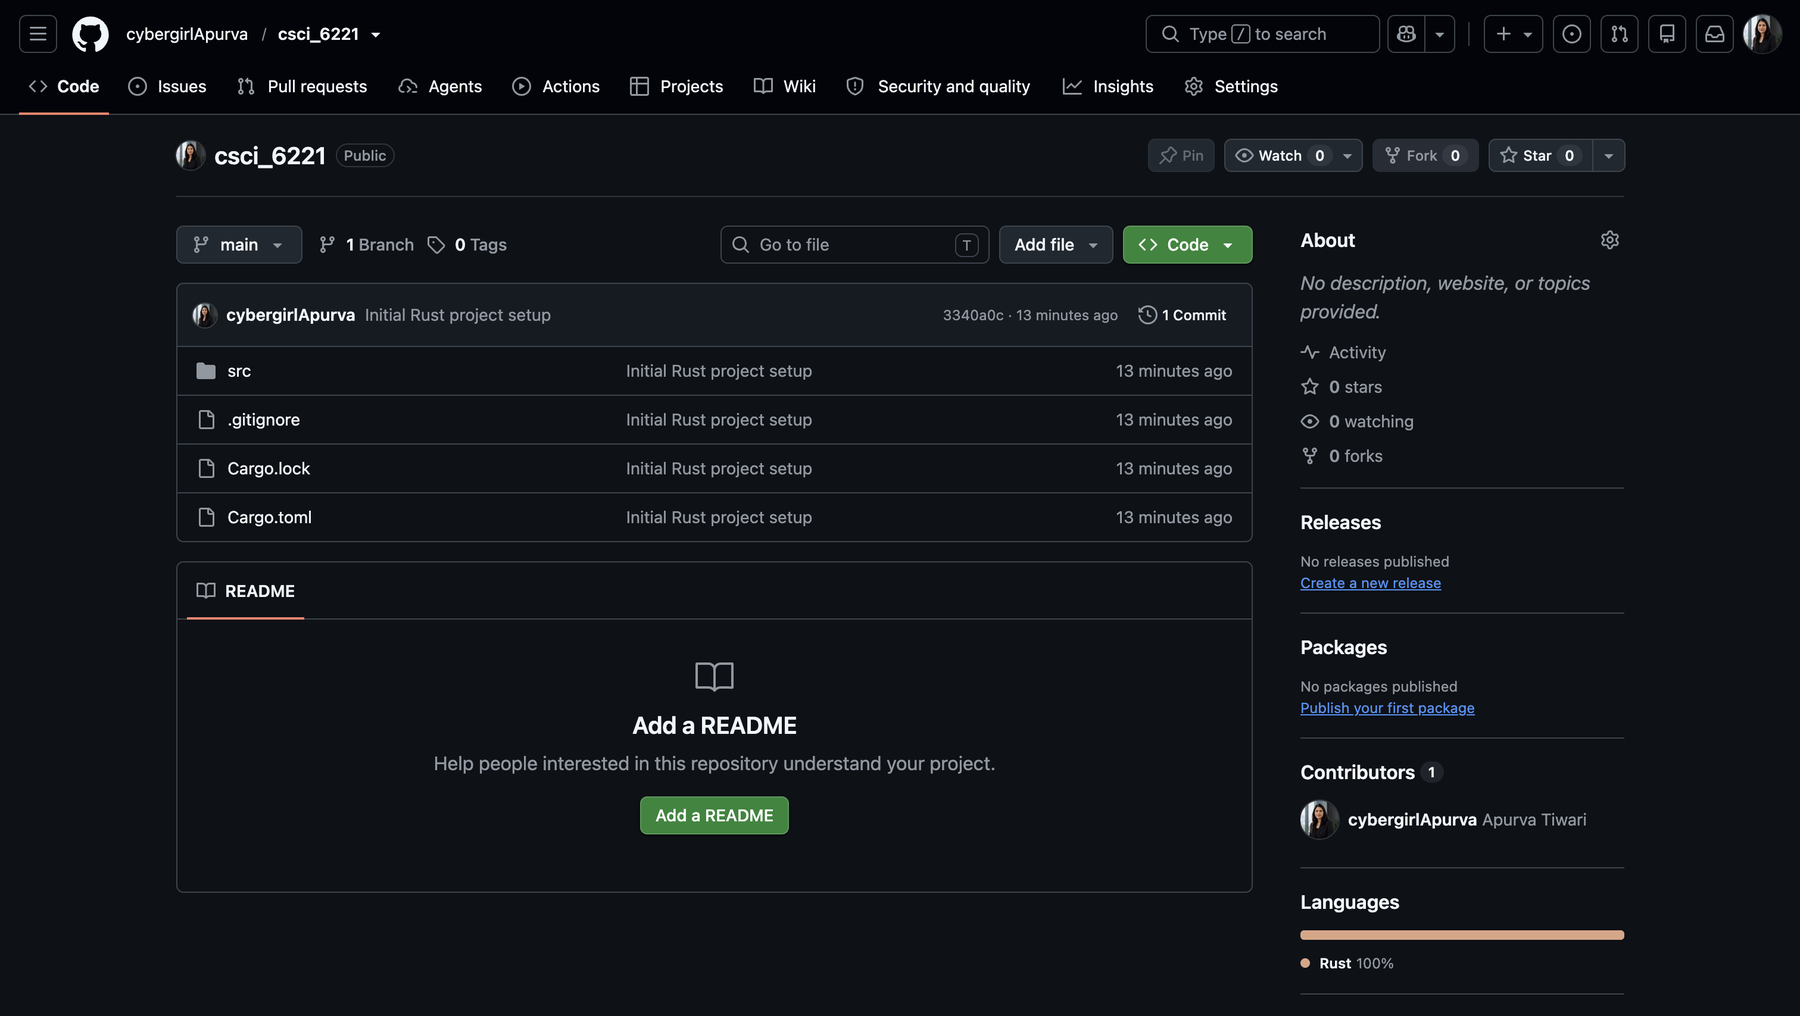 cybergirlApurva / csci_6221
Type / to search
Code Issues Pull requests Agents Actions Projects Wiki Security and quality Insights Settings
csci_6221 Public
Pin Watch 0 Fork 0 Star 0
main 1 Branch 0 Tags Go to file T Add file Code
cybergirlApurva Initial Rust project setup 3340a0c · 13 minutes ago 1 Commit
src Initial Rust project setup 13 minutes ago
.gitignore Initial Rust project setup 13 minutes ago
Cargo.lock Initial Rust project setup 13 minutes ago
Cargo.toml Initial Rust project setup 13 minutes ago
README
Add a README
Help people interested in this repository understand your project.
Add a README
About
No description, website, or topics
provided.
Activity
0 stars
0 watching
0 forks
Releases
No releases published
Create a new release
Packages
No packages published
Publish your first package
Contributors 1
cybergirlApurva Apurva Tiwari
Languages
Rust 100%